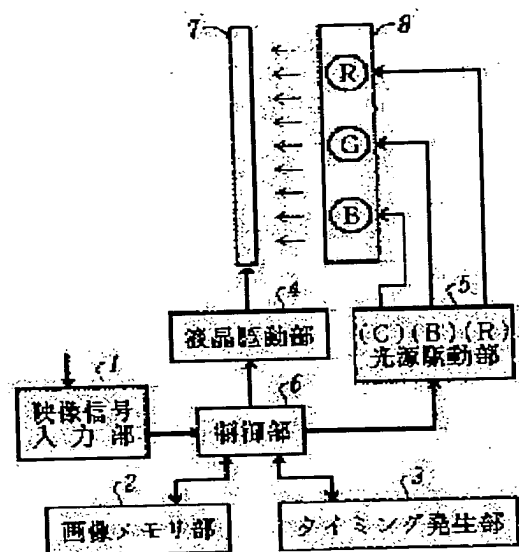 7
8
R
G
B
4
液晶駆動部
5
(C)(B)(R)
光源駆動部
1
映像信号
入力部
6
制御部
2
画像メモリ部
3
タイミング発生部